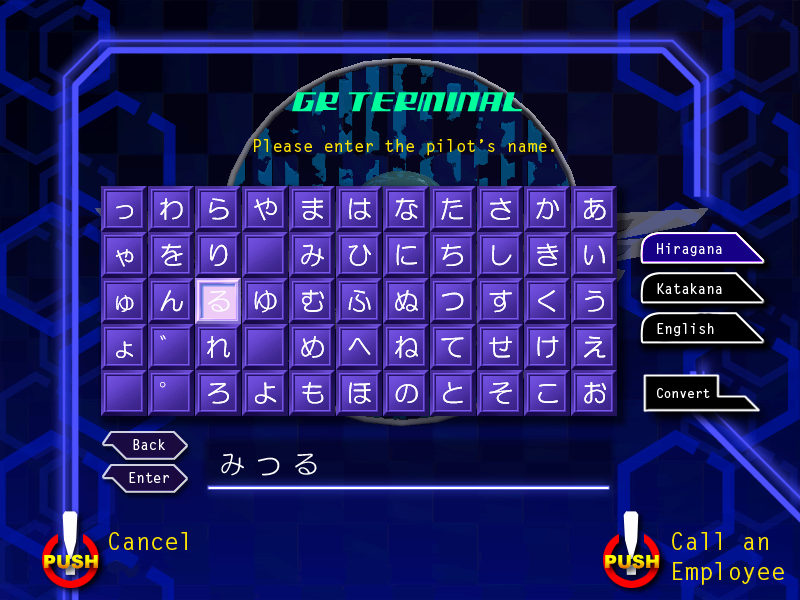 GR TERMINAL
Please enter the pilot's name.
っ わ ら や ま は な た さ か あ
ゃ を り み ひ に ち し き い
ゅ ん る ゆ む ふ ぬ つ す く う
ょ ゛ れ め へ ね て せ け え
゜ ろ よ も ほ の と そ こ お
Hiragana
Katakana
English
Convert
Back
Enter
みつる
PUSH
Cancel
PUSH
Call an
Employee